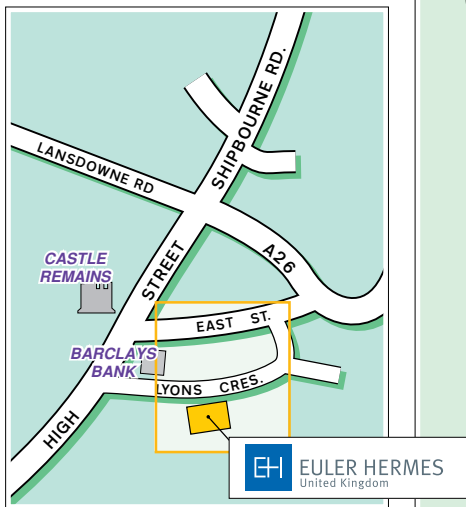 SHIPBOURNE RD.
LANSDOWNE RD
A26
CASTLE
REMAINS
STREET
EAST ST.
BARCLAYS
BANK
LYONS CRES.
HIGH
EH
EULER HERMES
United Kingdom